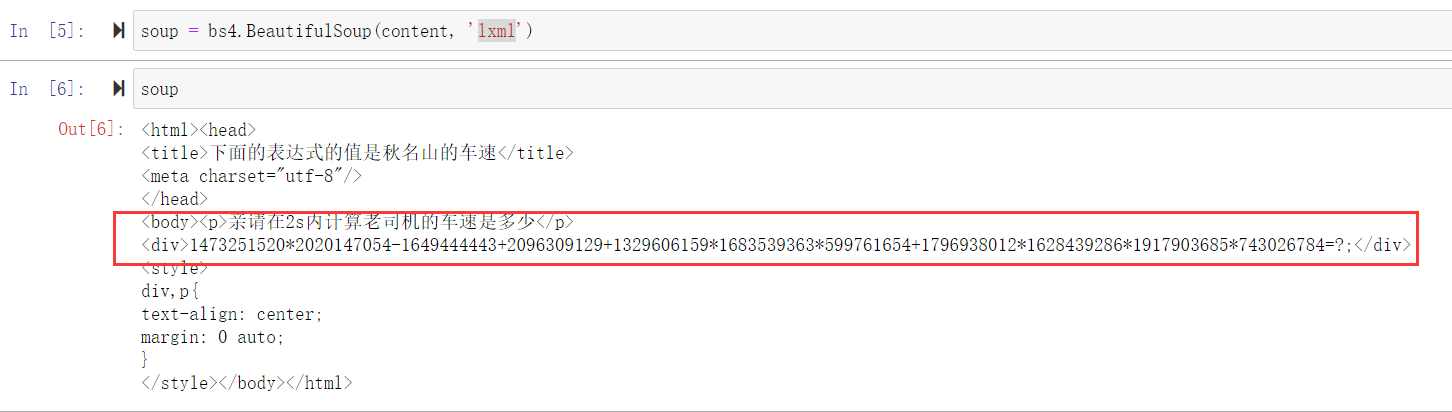 In [5]: soup = bs4.BeautifulSoup(content, 'lxml')
In [6]: soup
Out[6]: <html><head>
<title>下面的表达式的值是秋名山的车速</title>
<meta charset="utf-8"/>
</head>
<body><p>亲请在2s内计算老司机的车速是多少</p>
<div>1473251520*2020147054-1649444443+2096309129+1329606159*1683539363*599761654+1796938012*1628439286*1917903685*743026784=?;</div>
<style>
div,p{
text-align: center;
margin: 0 auto;
}
</style></body></html>